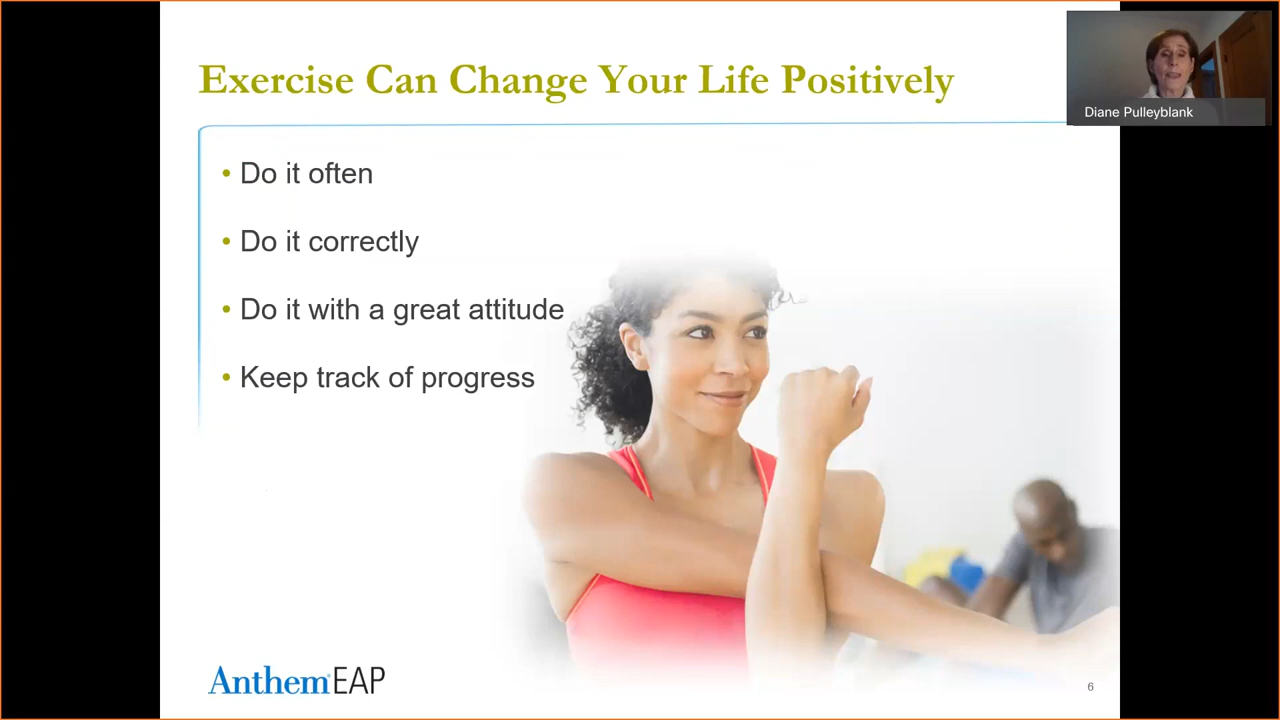 Exercise Can Change Your Life Positively
Diane Pulleyblank
• Do it often
• Do it correctly
• Do it with a great attitude
• Keep track of progress
Anthem EAP
6